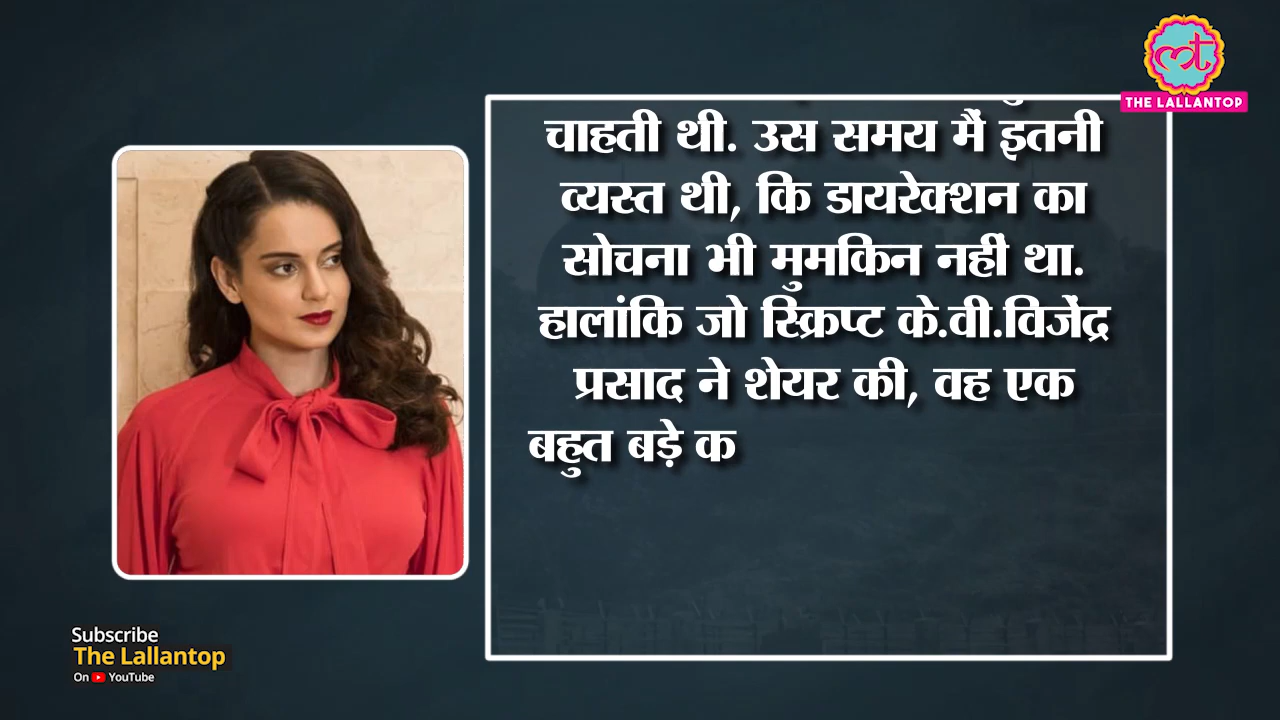 THE LALLANTOP
चाहती थी. उस समय मैं इतनी
व्यस्त थी, कि डायरेक्शन का
सोचना भी मुमकिन नहीं था.
हालांकि जो स्क्रिप्ट के.वी.विजेंद्र
प्रसाद ने शेयर की, वह एक
बहुत बड़े क
Subscribe
The Lallantop
On YouTube